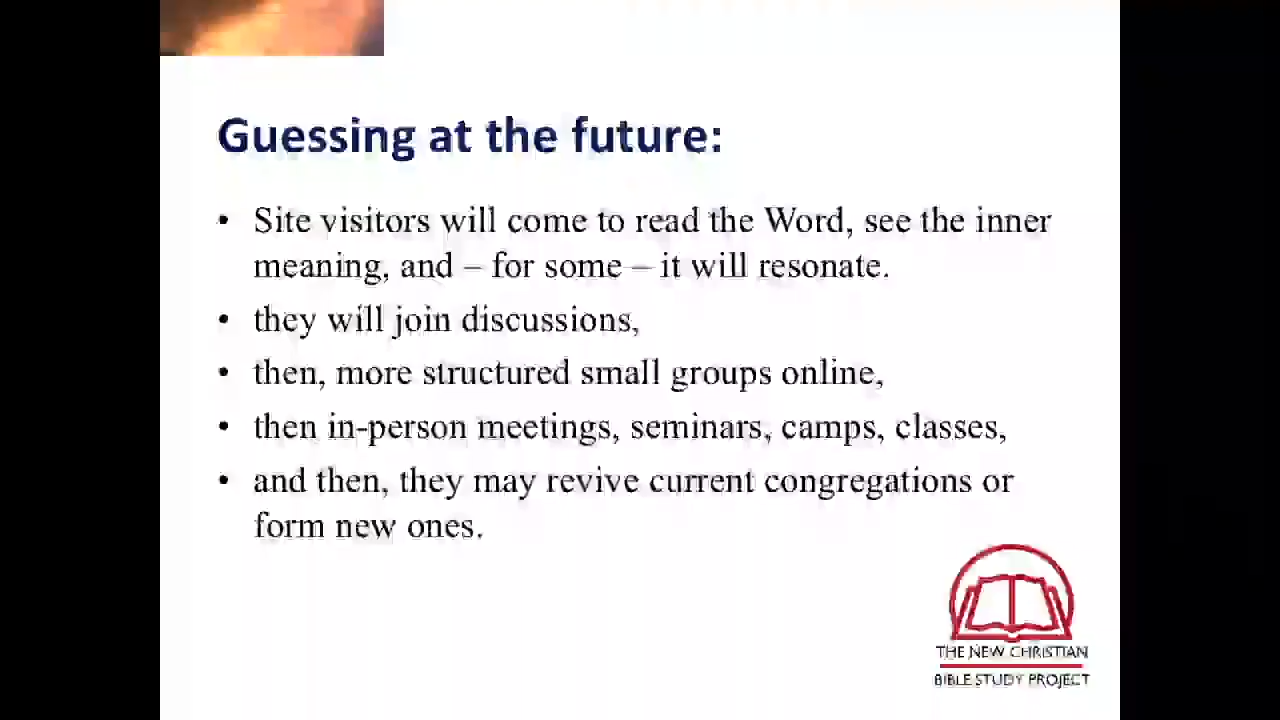 Guessing at the future:
• Site visitors will come to read the Word, see the inner
meaning, and – for some – it will resonate.
• they will join discussions,
• then, more structured small groups online,
• then in-person meetings, seminars, camps, classes,
• and then, they may revive current congregations or
form new ones.
THE NEW CHRISTIAN
BIBLE STUDY PROJECT